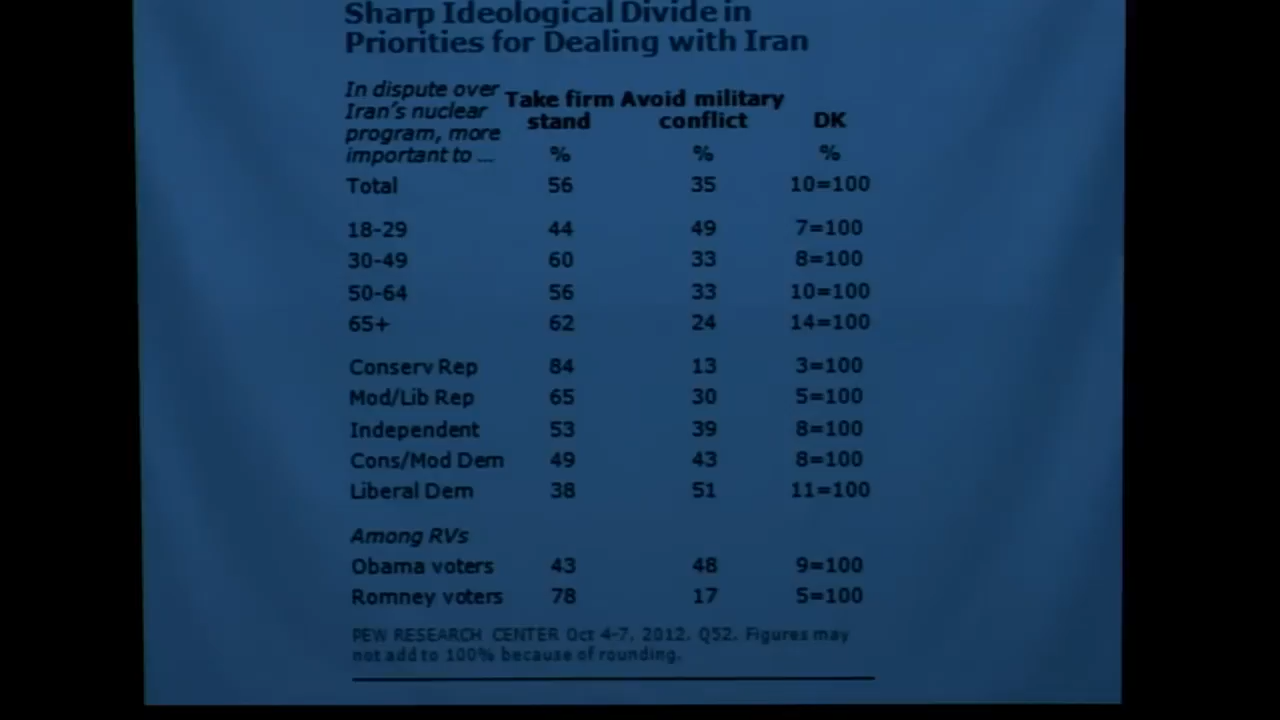 Sharp Ideological Divide in
Priorities for Dealing with Iran
In dispute over
Iran's nuclear
program, more
important to ...
Take firm stand
Avoid military conflict
DK
% % %
Total 56 35 10=100
18-29 44 49 7=100
30-49 60 33 8=100
50-64 56 33 10=100
65+ 62 24 14=100
Conserv Rep 84 13 3=100
Mod/Lib Rep 65 30 5=100
Independent 53 39 8=100
Cons/Mod Dem 49 43 8=100
Liberal Dem 38 51 11=100
Among RVs
Obama voters 43 48 9=100
Romney voters 78 17 5=100
PEW RESEARCH CENTER Oct 4-7, 2012. Q52. Figures may
not add to 100% because of rounding.